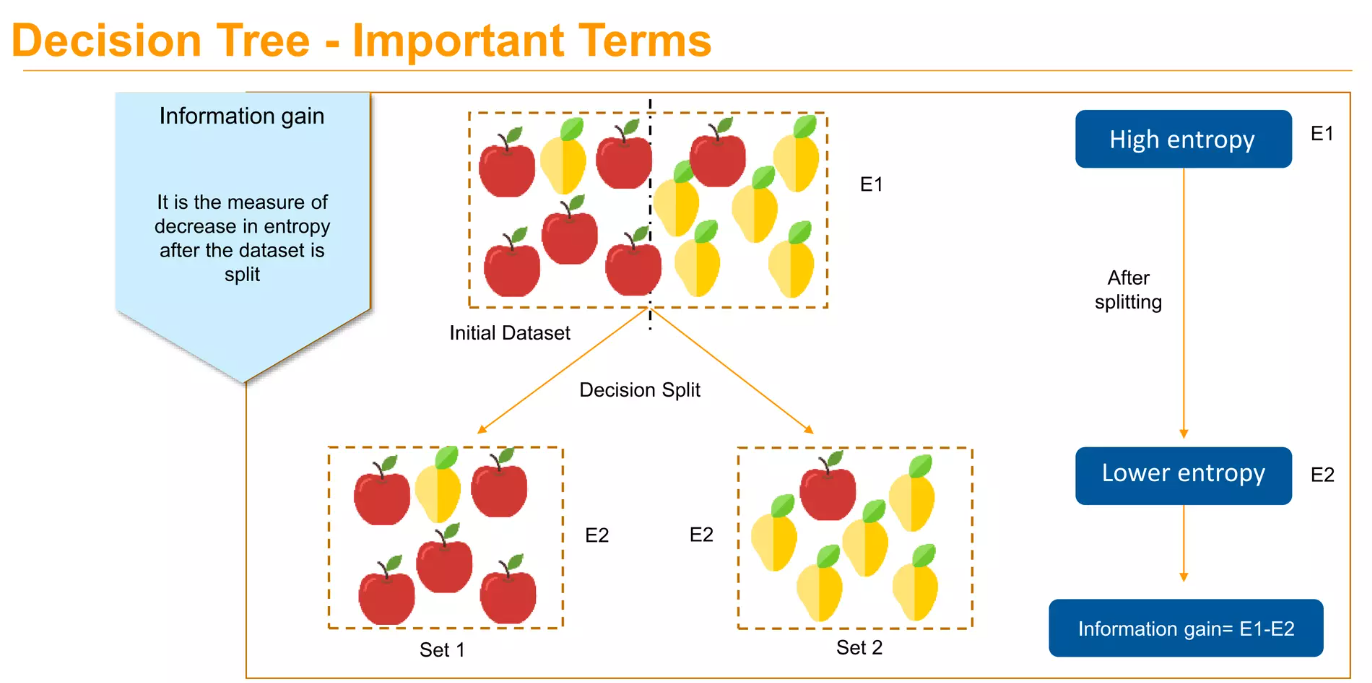 Decision Tree - Important Terms
Information gain
It is the measure of
decrease in entropy
after the dataset is
split
E1
Initial Dataset
Decision Split
E2
Set 1
E2
Set 2
High entropy
E1
After
splitting
Lower entropy
E2
Information gain= E1-E2